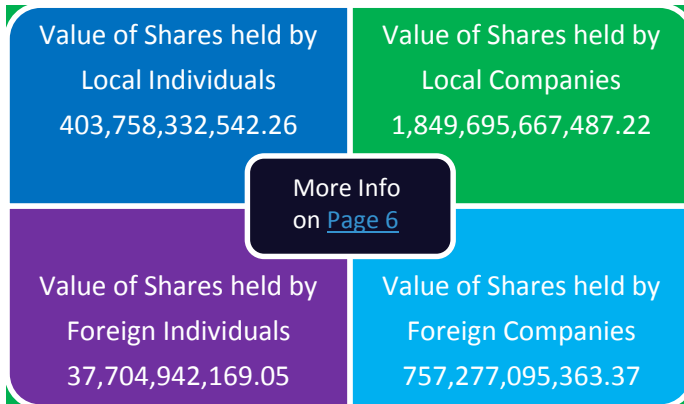 Value of Shares held by
Local Individuals
403,758,332,542.26
Value of Shares held by
Local Companies
1,849,695,667,487.22
More Info
on Page 6
Value of Shares held by
Foreign Individuals
37,704,942,169.05
Value of Shares held by
Foreign Companies
757,277,095,363.37